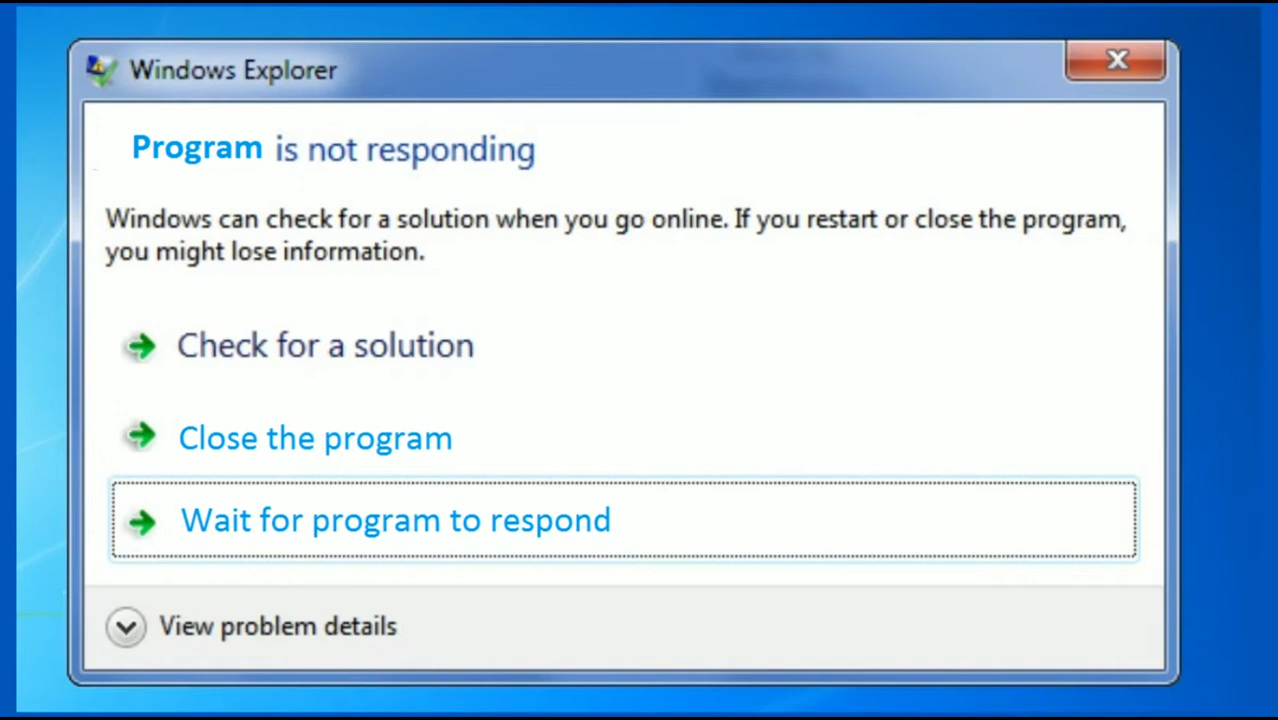 Windows Explorer
Program is not responding
Windows can check for a solution when you go online. If you restart or close the program,
you might lose information.
Check for a solution
Close the program
Wait for program to respond
View problem details